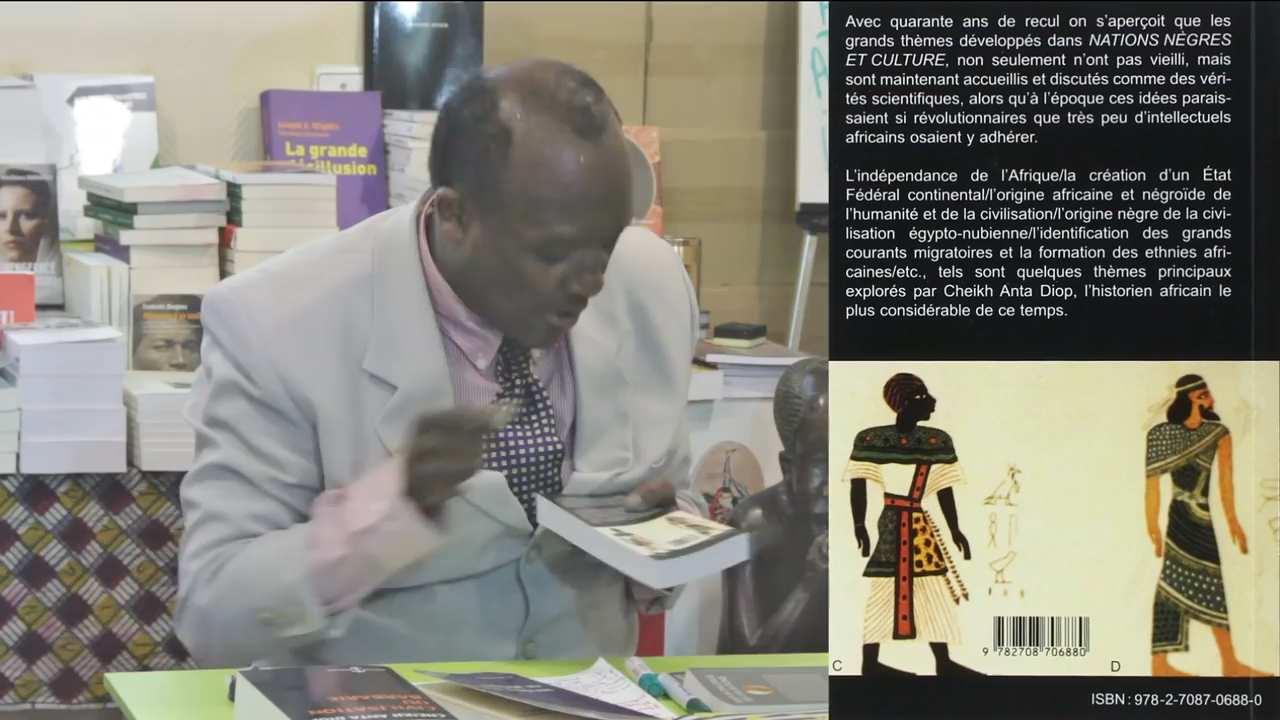 La grande
Avec quarante ans de recul on s'aperçoit que les
grands thèmes développés dans NATIONS NÈGRES
ET CULTURE, non seulement n'ont pas vieilli, mais
sont maintenant accueillis et discutés comme des véri-
tés scientifiques, alors qu'à l'époque ces idées parais-
saient si révolutionnaires que très peu d'intellectuels
africains osaient y adhérer.
L'indépendance de l'Afrique/la création d'un État
Fédéral continental/l'origine africaine et négroïde de
l'humanité et de la civilisation/l'origine nègre de la civi-
lisation égypto-nubienne/l'identification des grands
courants migratoires et la formation des ethnies afri-
caines/etc., tels sont quelques thèmes principaux
explorés par Cheikh Anta Diop, l'historien africain le
plus considérable de ce temps.
9 782708 706880
C
D
ISBN : 978-2-7087-0688-0
CIVILISATION
OU
BARBARIE
CHEIKH ANTA DIOP